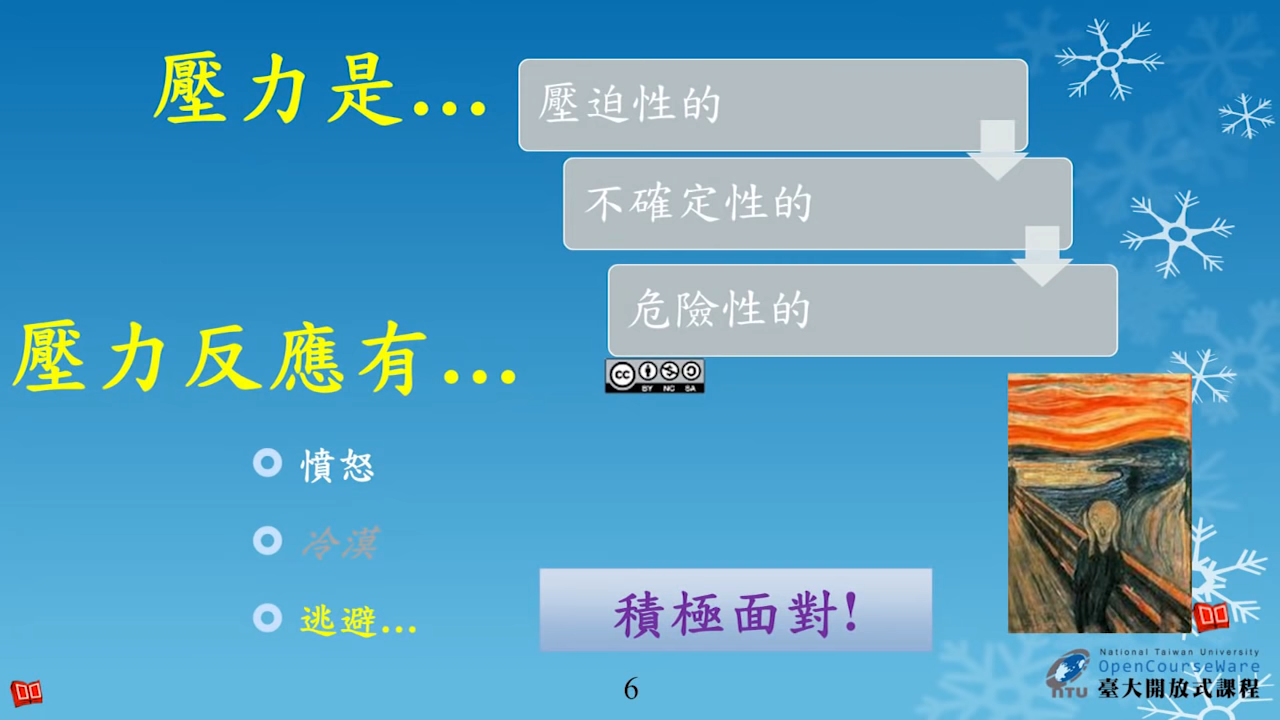 壓力是...
壓迫性的
不確定性的
危險性的
壓力反應有...
cc BY NC SA
憤怒
冷漠
逃避...
積極面對!
6
National Taiwan University
OpenCourseWare
NTU 臺大開放式課程